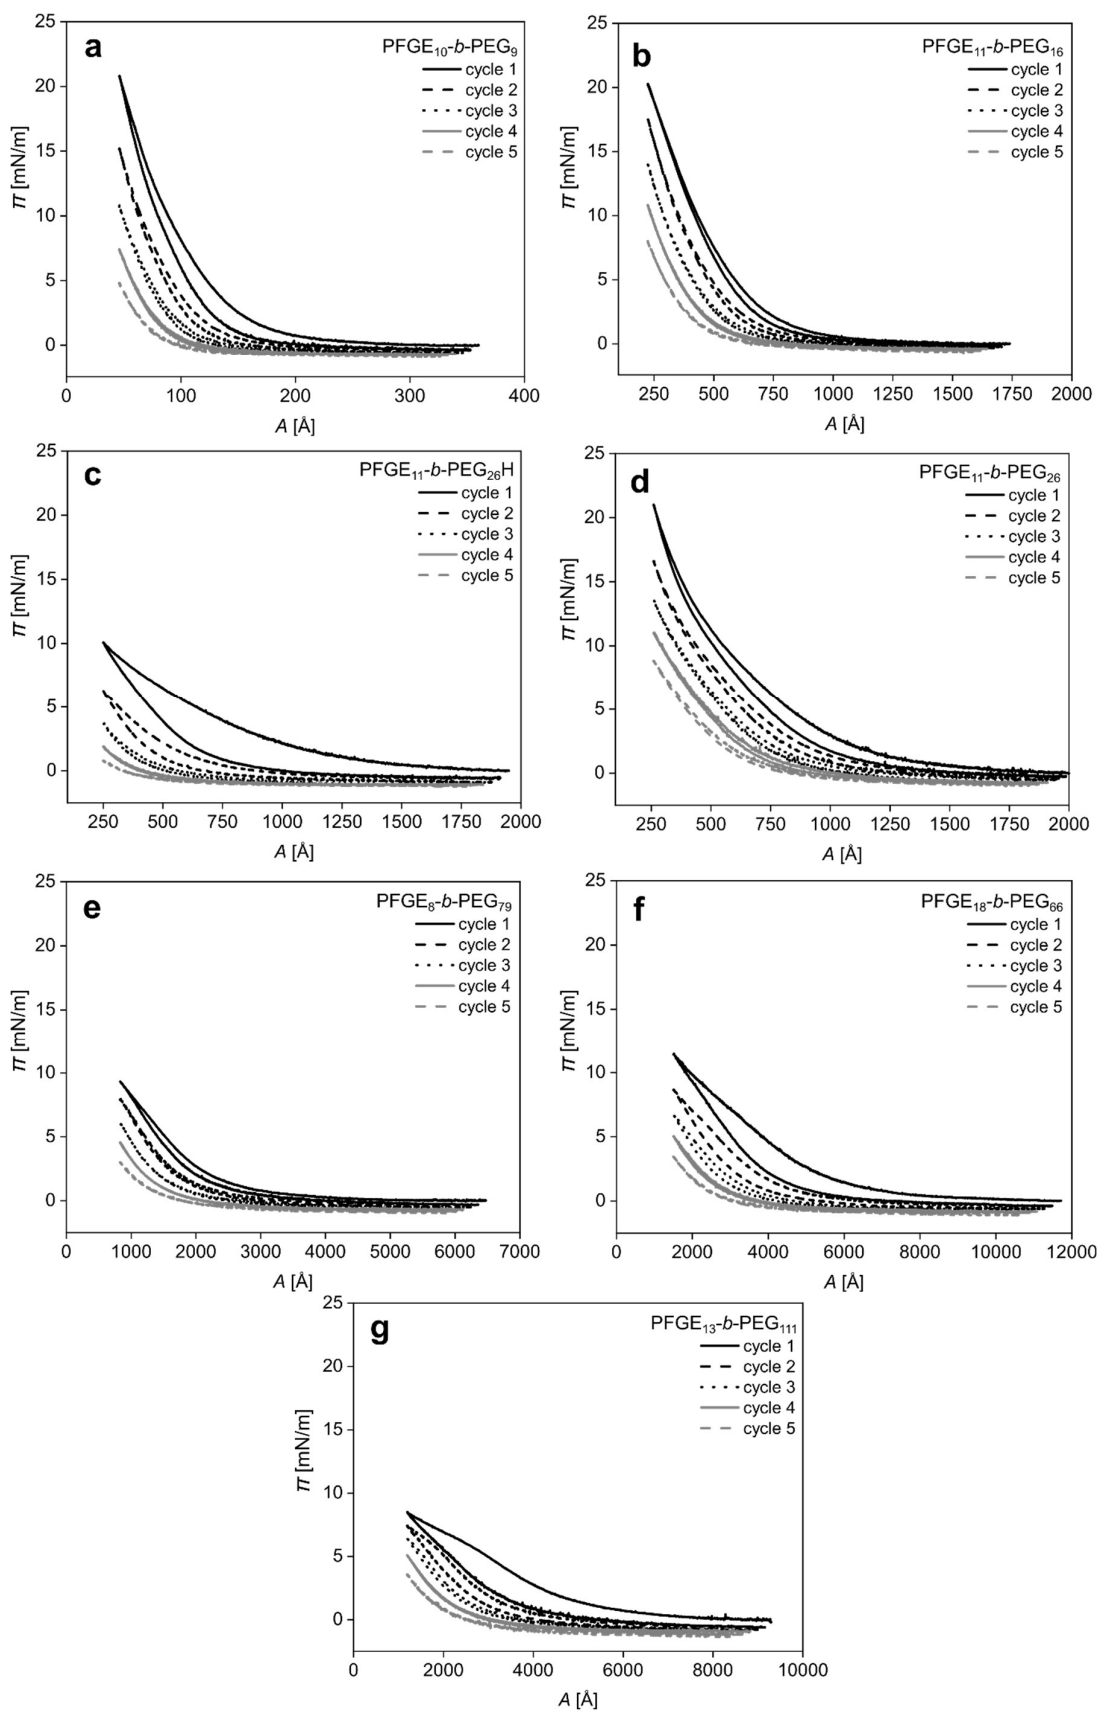 a
PFGE₁₀-b-PEG₉
cycle 1
cycle 2
cycle 3
cycle 4
cycle 5
25
20
15
10
5
0
π [mN/m]
0 100 200 300 400
A [Å]
b
PFGE₁₁-b-PEG₁₆
cycle 1
cycle 2
cycle 3
cycle 4
cycle 5
25
20
15
10
5
0
π [mN/m]
250 500 750 1000 1250 1500 1750 2000
A [Å]
c
PFGE₁₁-b-PEG₂₆H
cycle 1
cycle 2
cycle 3
cycle 4
cycle 5
25
20
15
10
5
0
π [mN/m]
250 500 750 1000 1250 1500 1750 2000
A [Å]
d
PFGE₁₁-b-PEG₂₆
cycle 1
cycle 2
cycle 3
cycle 4
cycle 5
25
20
15
10
5
0
π [mN/m]
250 500 750 1000 1250 1500 1750 2000
A [Å]
e
PFGE₈-b-PEG₇₉
cycle 1
cycle 2
cycle 3
cycle 4
cycle 5
25
20
15
10
5
0
π [mN/m]
0 1000 2000 3000 4000 5000 6000 7000
A [Å]
f
PFGE₁₈-b-PEG₆₆
cycle 1
cycle 2
cycle 3
cycle 4
cycle 5
25
20
15
10
5
0
π [mN/m]
0 2000 4000 6000 8000 10000 12000
A [Å]
g
PFGE₁₃-b-PEG₁₁₁
cycle 1
cycle 2
cycle 3
cycle 4
cycle 5
25
20
15
10
5
0
π [mN/m]
0 2000 4000 6000 8000 10000
A [Å]